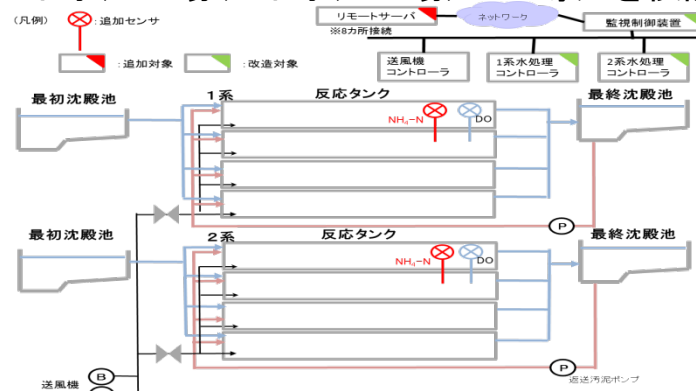 (凡例)
:追加センサ
:追加対象
:改造対象
リモートサーバ
※8カ所接続
ネットワーク
監視制御装置
送風機
コントローラ
1系水処理
コントローラ
2系水処理
コントローラ
最初沈殿池
1系
反応タンク
最終沈殿池
NH₄-N
DO
P
最初沈殿池
2系
反応タンク
最終沈殿池
NH₄-N
DO
P
返送汚泥ポンプ
送風機
B